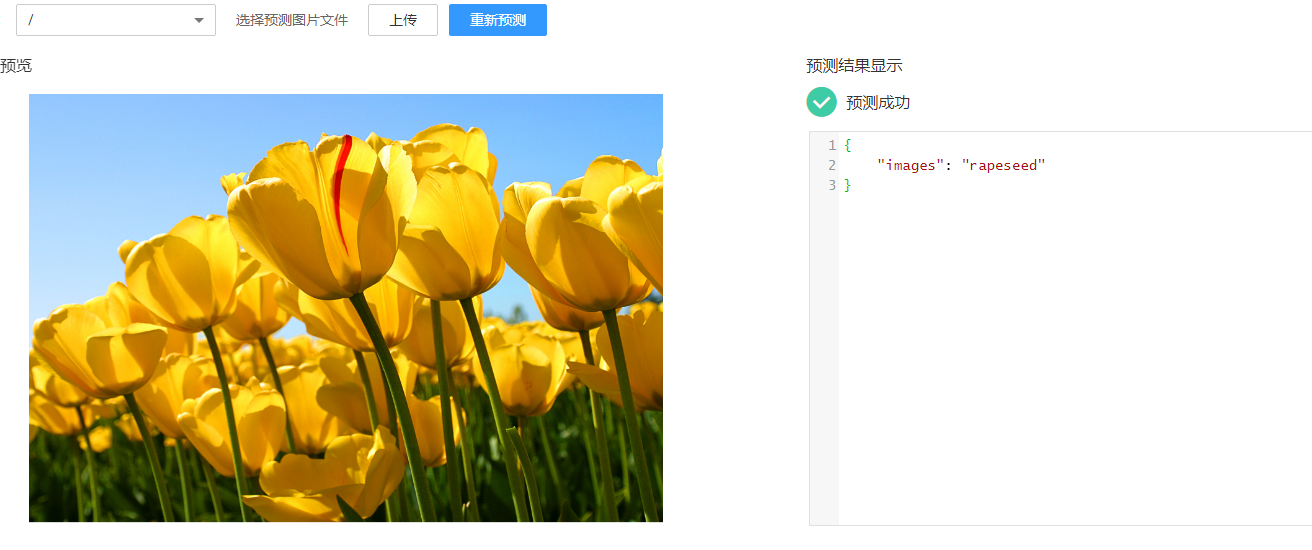 /
选择预测图片文件
上传
重新预测
预览
预测结果显示
预测成功
1 {
2 "images": "rapeseed"
3 }